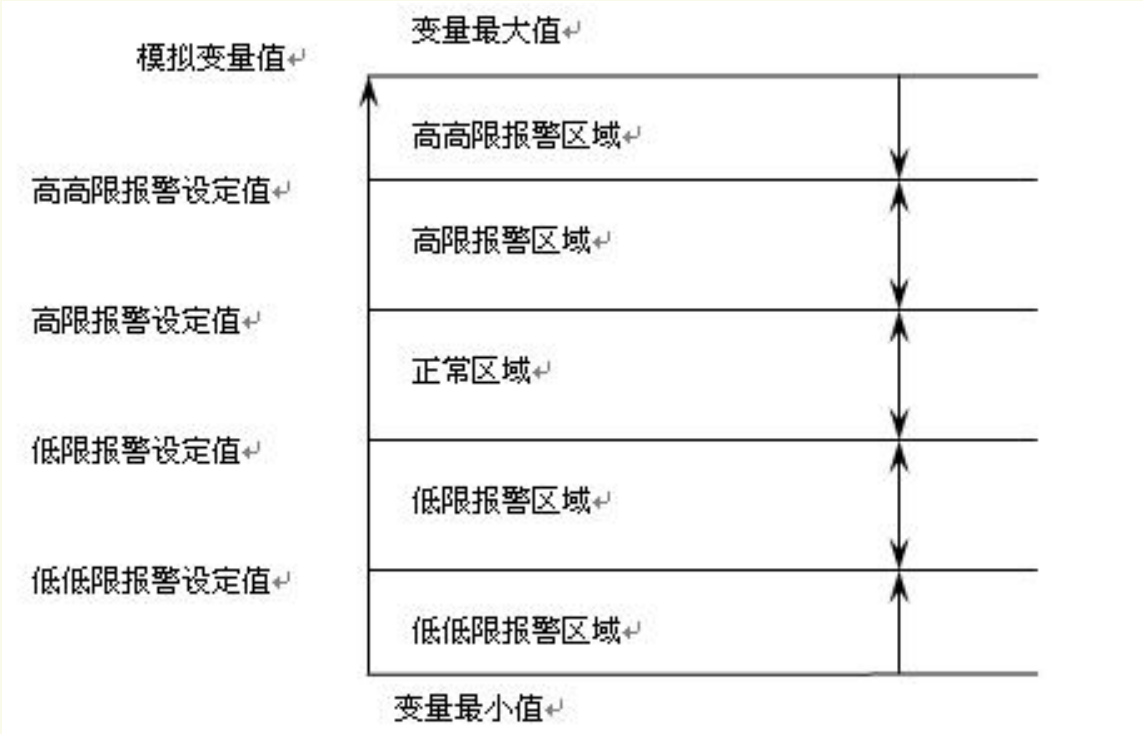 变量最大值
模拟变量值
高高限报警区域
高高限报警设定值
高限报警区域
高限报警设定值
正常区域
低限报警设定值
低限报警区域
低低限报警设定值
低低限报警区域
变量最小值